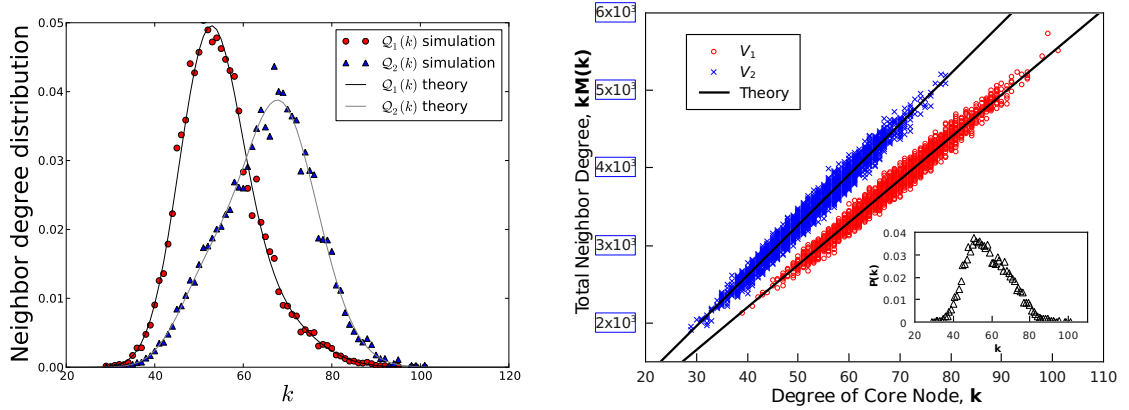 0.05
0.04
0.03
0.02
0.01
0.00
Neighbor degree distribution
20 40 60 80 100 120
k
Q₁(k) simulation
Q₂(k) simulation
Q₁(k) theory
Q₂(k) theory
6x10³
5x10³
4x10³
3x10³
2x10³
Total Neighbor Degree, kM(k)
V₁
V₂
Theory
20 30 40 50 60 70 80 90 100 110
Degree of Core Node, k
0.04
0.03
0.02
0.01
0
P(k)
20 40 60 80 100
k